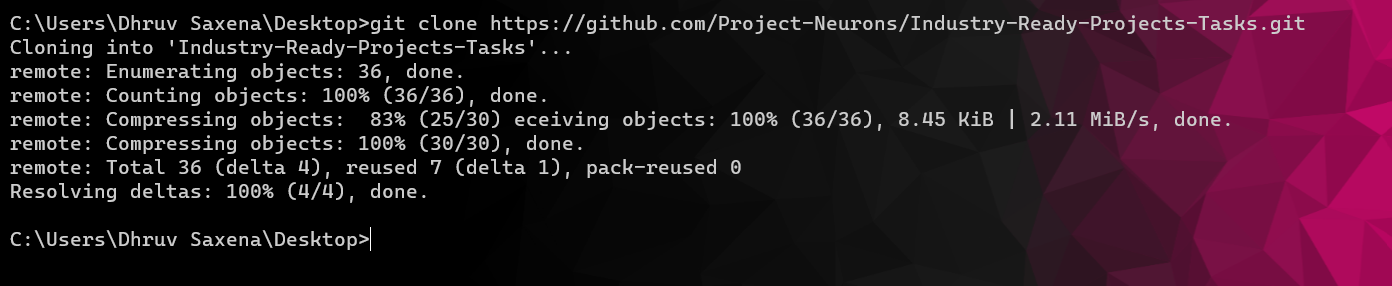 C:\Users\Dhruv Saxena\Desktop>git clone https://github.com/Project-Neurons/Industry-Ready-Projects-Tasks.git
Cloning into 'Industry-Ready-Projects-Tasks'...
remote: Enumerating objects: 36, done.
remote: Counting objects: 100% (36/36), done.
remote: Compressing objects:  83% (25/30) eceiving objects: 100% (36/36), 8.45 KiB | 2.11 MiB/s, done.
remote: Compressing objects: 100% (30/30), done.
remote: Total 36 (delta 4), reused 7 (delta 1), pack-reused 0
Resolving deltas: 100% (4/4), done.
C:\Users\Dhruv Saxena\Desktop>